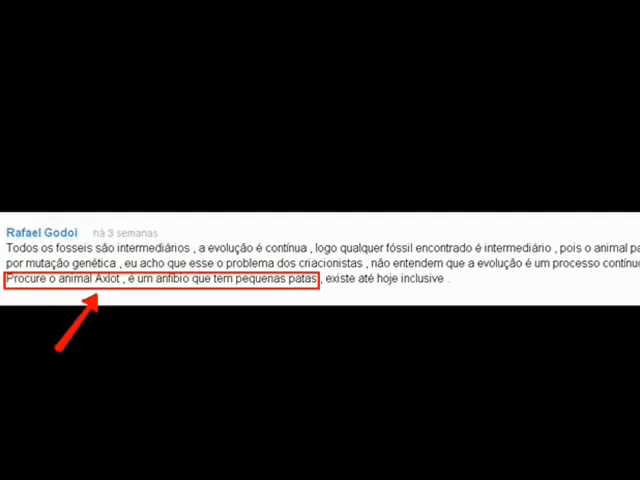 Rafael Godoi há 3 semanas
Todos os fosseis são intermediários , a evolução é contínua , logo qualquer fóssil encontrado é intermediário , pois o animal
por mutação genética , eu acho que esse o problema dos criacionistas , não entendem que a evolução é um processo
Procure o animal Axlot , é um anfíbio que tem pequenas patas , existe até hoje inclusive .